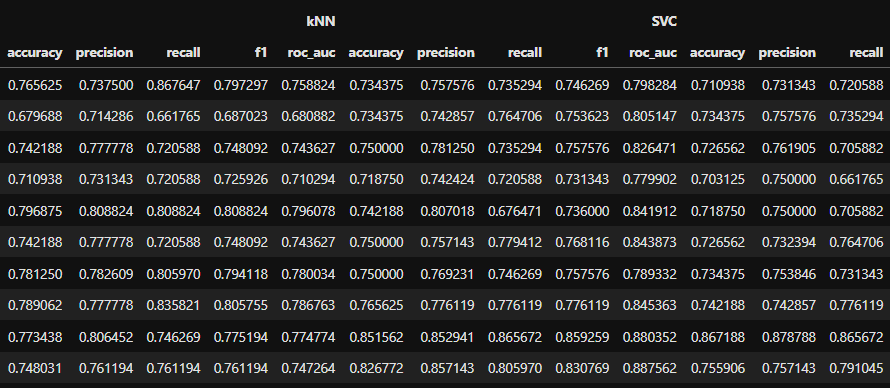 kNN SVC
accuracy precision recall f1 roc_auc accuracy precision recall f1 roc_auc accuracy precision recall
0.765625 0.737500 0.867647 0.797297 0.758824 0.734375 0.757576 0.735294 0.746269 0.798284 0.710938 0.731343 0.720588
0.679688 0.714286 0.661765 0.687023 0.680882 0.734375 0.742857 0.764706 0.753623 0.805147 0.734375 0.757576 0.735294
0.742188 0.777778 0.720588 0.748092 0.743627 0.750000 0.781250 0.735294 0.757576 0.826471 0.726562 0.761905 0.705882
0.710938 0.731343 0.720588 0.725926 0.710294 0.718750 0.742424 0.720588 0.731343 0.779902 0.703125 0.750000 0.661765
0.796875 0.808824 0.808824 0.808824 0.796078 0.742188 0.807018 0.676471 0.736000 0.841912 0.718750 0.750000 0.705882
0.742188 0.777778 0.720588 0.748092 0.743627 0.750000 0.757143 0.779412 0.768116 0.843873 0.726562 0.732394 0.764706
0.781250 0.782609 0.805970 0.794118 0.780034 0.750000 0.769231 0.746269 0.757576 0.789332 0.734375 0.753846 0.731343
0.789062 0.777778 0.835821 0.805755 0.786763 0.765625 0.776119 0.776119 0.776119 0.845363 0.742188 0.742857 0.776119
0.773438 0.806452 0.746269 0.775194 0.774774 0.851562 0.852941 0.865672 0.859259 0.880352 0.867188 0.878788 0.865672
0.748031 0.761194 0.761194 0.761194 0.747264 0.826772 0.857143 0.805970 0.830769 0.887562 0.755906 0.757143 0.791045